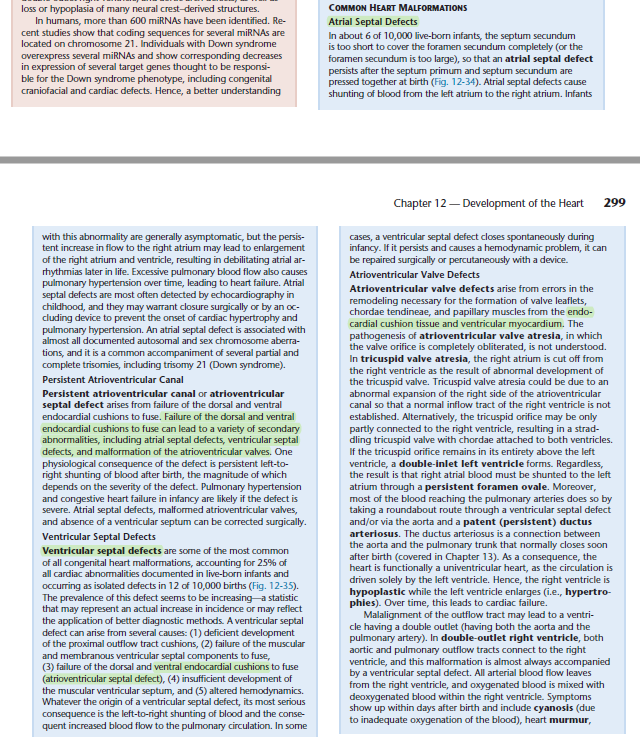 loss or hypoplasia of many neural crest–derived structures.
In humans, more than 600 miRNAs have been identified. Re-
cent studies show that coding sequences for several miRNAs are
located on chromosome 21. Individuals with Down syndrome
overexpress several miRNAs and show corresponding decreases
in expression of several target genes thought to be responsi-
ble for the Down syndrome phenotype, including congenital
craniofacial and cardiac defects. Hence, a better understanding
COMMON HEART MALFORMATIONS
Atrial Septal Defects
In about 6 of 10,000 live-born infants, the septum secundum
is too short to cover the foramen secundum completely (or the
foramen secundum is too large), so that an atrial septal defect
persists after the septum primum and septum secundum are
pressed together at birth (Fig. 12-34). Atrial septal defects cause
shunting of blood from the left atrium to the right atrium. Infants
Chapter 12 — Development of the Heart 299
with this abnormality are generally asymptomatic, but the persis-
tent increase in flow to the right atrium may lead to enlargement
of the right atrium and ventricle, resulting in debilitating atrial ar-
rhythmias later in life. Excessive pulmonary blood flow also causes
pulmonary hypertension over time, leading to heart failure. Atrial
septal defects are most often detected by echocardiography in
childhood, and they may warrant closure surgically or by an oc-
cluding device to prevent the onset of cardiac hypertrophy and
pulmonary hypertension. An atrial septal defect is associated with
almost all documented autosomal and sex chromosome aberra-
tions, and it is a common accompaniment of several partial and
complete trisomies, including trisomy 21 (Down syndrome).
Persistent Atrioventricular Canal
Persistent atrioventricular canal or atrioventricular
septal defect arises from failure of the dorsal and ventral
endocardial cushions to fuse. Failure of the dorsal and ventral
endocardial cushions to fuse can lead to a variety of secondary
abnormalities, including atrial septal defects, ventricular septal
defects, and malformation of the atrioventricular valves. One
physiological consequence of the defect is persistent left-to-
right shunting of blood after birth, the magnitude of which
depends on the severity of the defect. Pulmonary hypertension
and congestive heart failure in infancy are likely if the defect is
severe. Atrial septal defects, malformed atrioventricular valves,
and absence of a ventricular septum can be corrected surgically.
Ventricular Septal Defects
Ventricular septal defects are some of the most common
of all congenital heart malformations, accounting for 25% of
all cardiac abnormalities documented in live-born infants and
occurring as isolated defects in 12 of 10,000 births (Fig. 12-35).
The prevalence of this defect seems to be increasing—a statistic
that may represent an actual increase in incidence or may reflect
the application of better diagnostic methods. A ventricular septal
defect can arise from several causes: (1) deficient development
of the proximal outflow tract cushions, (2) failure of the muscular
and membranous ventricular septal components to fuse,
(3) failure of the dorsal and ventral endocardial cushions to fuse
(atrioventricular septal defect), (4) insufficient development of
the muscular ventricular septum, and (5) altered hemodynamics.
Whatever the origin of a ventricular septal defect, its most serious
consequence is the left-to-right shunting of blood and the conse-
quent increased blood flow to the pulmonary circulation. In some
cases, a ventricular septal defect closes spontaneously during
infancy. If it persists and causes a hemodynamic problem, it can
be repaired surgically or percutaneously with a device.
Atrioventricular Valve Defects
Atrioventricular valve defects arise from errors in the
remodeling necessary for the formation of valve leaflets,
chordae tendineae, and papillary muscles from the endo-
cardial cushion tissue and ventricular myocardium. The
pathogenesis of atrioventricular valve atresia, in which
the valve orifice is completely obliterated, is not understood.
In tricuspid valve atresia, the right atrium is cut off from
the right ventricle as the result of abnormal development of
the tricuspid valve. Tricuspid valve atresia could be due to an
abnormal expansion of the right side of the atrioventricular
canal so that a normal inflow tract of the right ventricle is not
established. Alternatively, the tricuspid orifice may be only
partly connected to the right ventricle, resulting in a strad-
dling tricuspid valve with chordae attached to both ventricles.
If the tricuspid orifice remains in its entirety above the left
ventricle, a double-inlet left ventricle forms. Regardless,
the result is that right atrial blood must be shunted to the left
atrium through a persistent foramen ovale. Moreover,
most of the blood reaching the pulmonary arteries does so by
taking a roundabout route through a ventricular septal defect
and/or via the aorta and a patent (persistent) ductus
arteriosus. The ductus arteriosus is a connection between
the aorta and the pulmonary trunk that normally closes soon
after birth (covered in Chapter 13). As a consequence, the
heart is functionally a univentricular heart, as the circulation is
driven solely by the left ventricle. Hence, the right ventricle is
hypoplastic while the left ventricle enlarges (i.e., hypertro-
phies). Over time, this leads to cardiac failure.
Malalignment of the outflow tract may lead to a ventri-
cle having a double outlet (having both the aorta and the
pulmonary artery). In double-outlet right ventricle, both
aortic and pulmonary outflow tracts connect to the right
ventricle, and this malformation is almost always accompanied
by a ventricular septal defect. All arterial blood flow leaves
from the right ventricle, and oxygenated blood is mixed with
deoxygenated blood within the right ventricle. Symptoms
show up within days after birth and include cyanosis (due
to inadequate oxygenation of the blood), heart murmur,